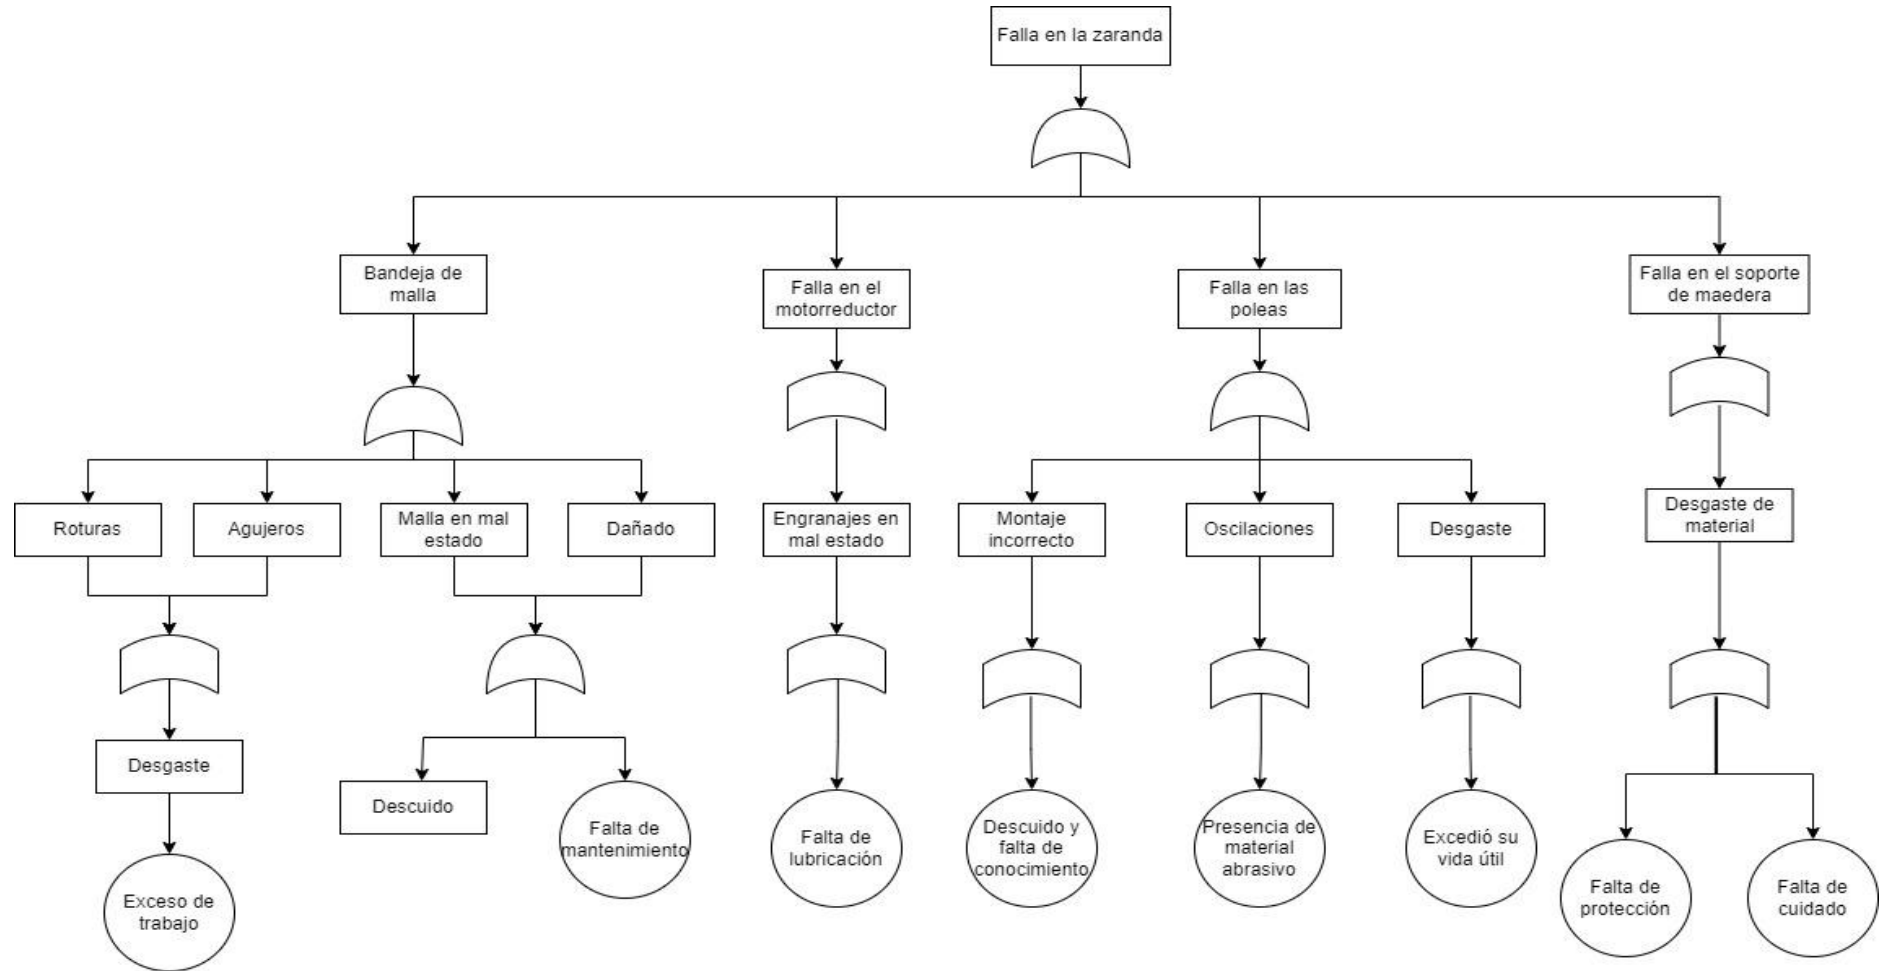 Falla en la zaranda
Bandeja de
malla
Falla en el
motorreductor
Falla en las
poleas
Falla en el soporte
de maedera
Roturas
Agujeros
Malla en mal
estado
Dañado
Engranajes en
mal estado
Montaje
incorrecto
Oscilaciones
Desgaste
Desgaste de
material
Desgaste
Descuido
Falta de
mantenimiento
Falta de
lubricación
Descuido y
falta de
conocimiento
Presencia de
material
abrasivo
Excedió su
vida útil
Exceso de
trabajo
Falta de
protección
Falta de
cuidado